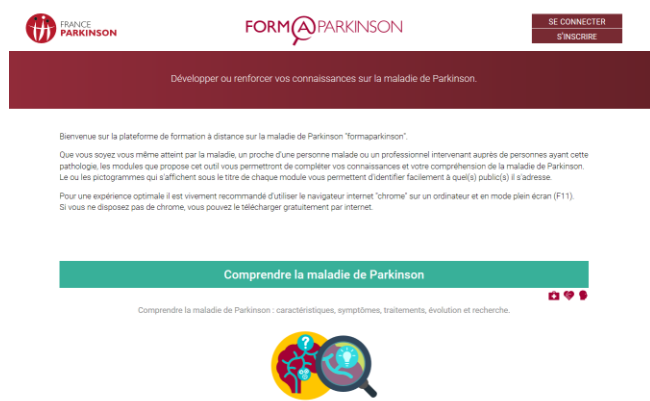 FRANCE
PARKINSON
FORM@PARKINSON
SE CONNECTER
S'INSCRIRE
Développer ou renforcer vos connaissances sur la maladie de Parkinson.
Bienvenue sur la plateforme de formation à distance sur la maladie de Parkinson "formaparkinson".
Que vous soyez vous même atteint par la maladie, un proche d'une personne malade ou un professionnel intervenant auprès de personnes ayant cette
pathologie, les modules que propose cet outil vous permettront de compléter vos connaissances et votre compréhension de la maladie de Parkinson.
Le ou les pictogrammes qui s'affichent sous le titre de chaque module vous permettent d'identifier facilement à quel(s) public(s) il s'adresse.
Pour une expérience optimale il est vivement recommandé d'utiliser le navigateur internet "chrome" sur un ordinateur et en mode plein écran (F11).
Si vous ne disposez pas de chrome, vous pouvez le télécharger gratuitement par internet.
Comprendre la maladie de Parkinson
Comprendre la maladie de Parkinson : caractéristiques, symptômes, traitements, évolution et recherche.
?